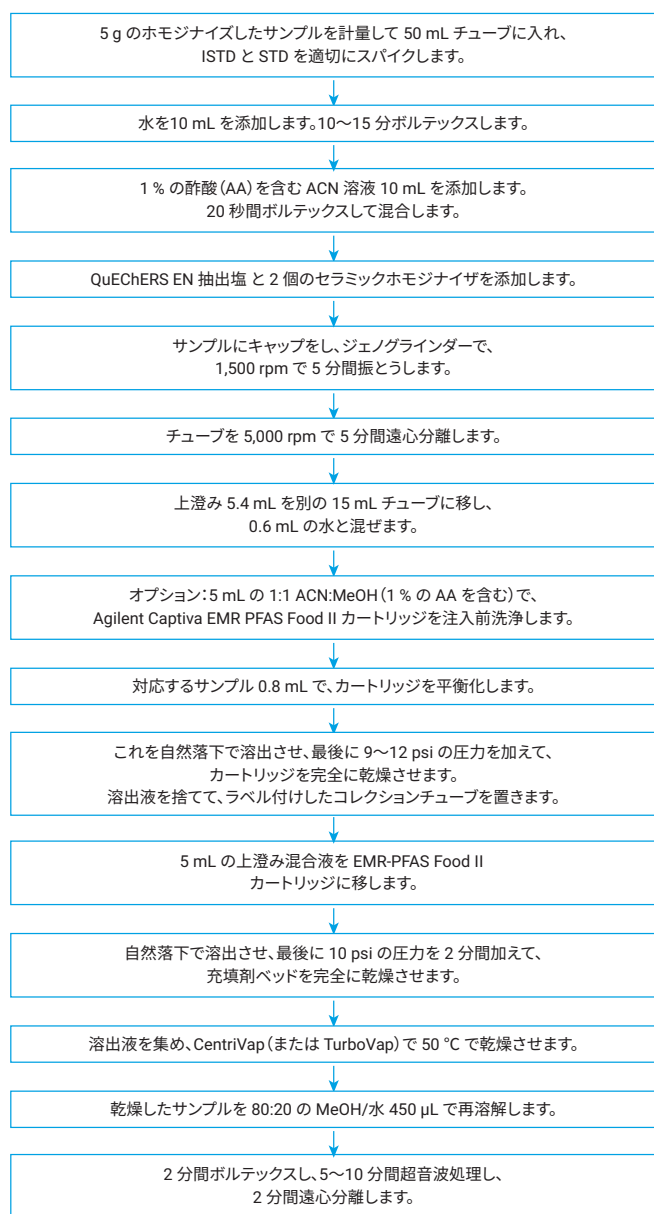 5 g のホモジナイズしたサンプルを計量して 50 mL チューブに入れ、
ISTD と STD を適切にスパイクします。
水を10 mL を添加します。10～15 分ボルテックスします。
1 % の酢酸（AA）を含む ACN 溶液 10 mL を添加します。
20 秒間ボルテックスして混合します。
QuEChERS EN 抽出塩 と 2 個のセラミックホモジナイザを添加します。
サンプルにキャップをし、ジェノグラインダーで、
1,500 rpm で 5 分間振とうします。
チューブを 5,000 rpm で 5 分間遠心分離します。
上澄み 5.4 mL を別の 15 mL チューブに移し、
0.6 mL の水と混ぜます。
オプション：5 mL の 1:1 ACN:MeOH（1 % の AA を含む）で、
Agilent Captiva EMR PFAS Food II カートリッジを注入前洗浄します。
対応するサンプル 0.8 mL で、カートリッジを平衡化します。
これを自然落下で溶出させ、最後に 9～12 psi の圧力を加えて、
カートリッジを完全に乾燥させます。
溶出液を捨てて、ラベル付けしたコレクションチューブを置きます。
5 mL の上澄み混合液を EMR-PFAS Food II
カートリッジに移します。
自然落下で溶出させ、最後に 10 psi の圧力を 2 分間加えて、
充填剤ベッドを完全に乾燥させます。
溶出液を集め、CentriVap（または TurboVap）で 50 °C で乾燥させます。
乾燥したサンプルを 80:20 の MeOH/水 450 µL で再溶解します。
2 分間ボルテックスし、5～10 分間超音波処理し、
2 分間遠心分離します。